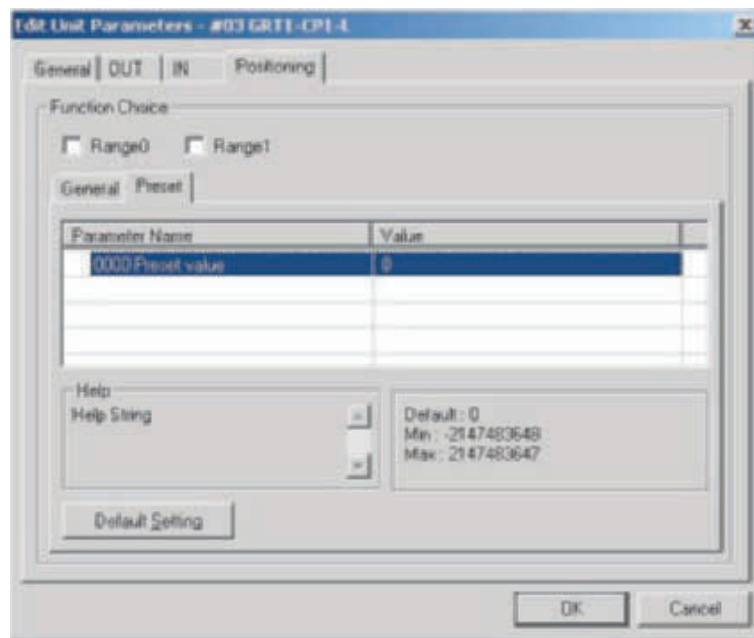 Edit Unit Parameters - #03 GRT1-CP1-L
General OUT IN Positioning
Function Choice
Range0 Range1
General Preset
Parameter Name Value
0000 Preset value 0
Help
Help String
Default : 0
Min : -2147483648
Max : 2147483647
Default Setting
OK Cancel